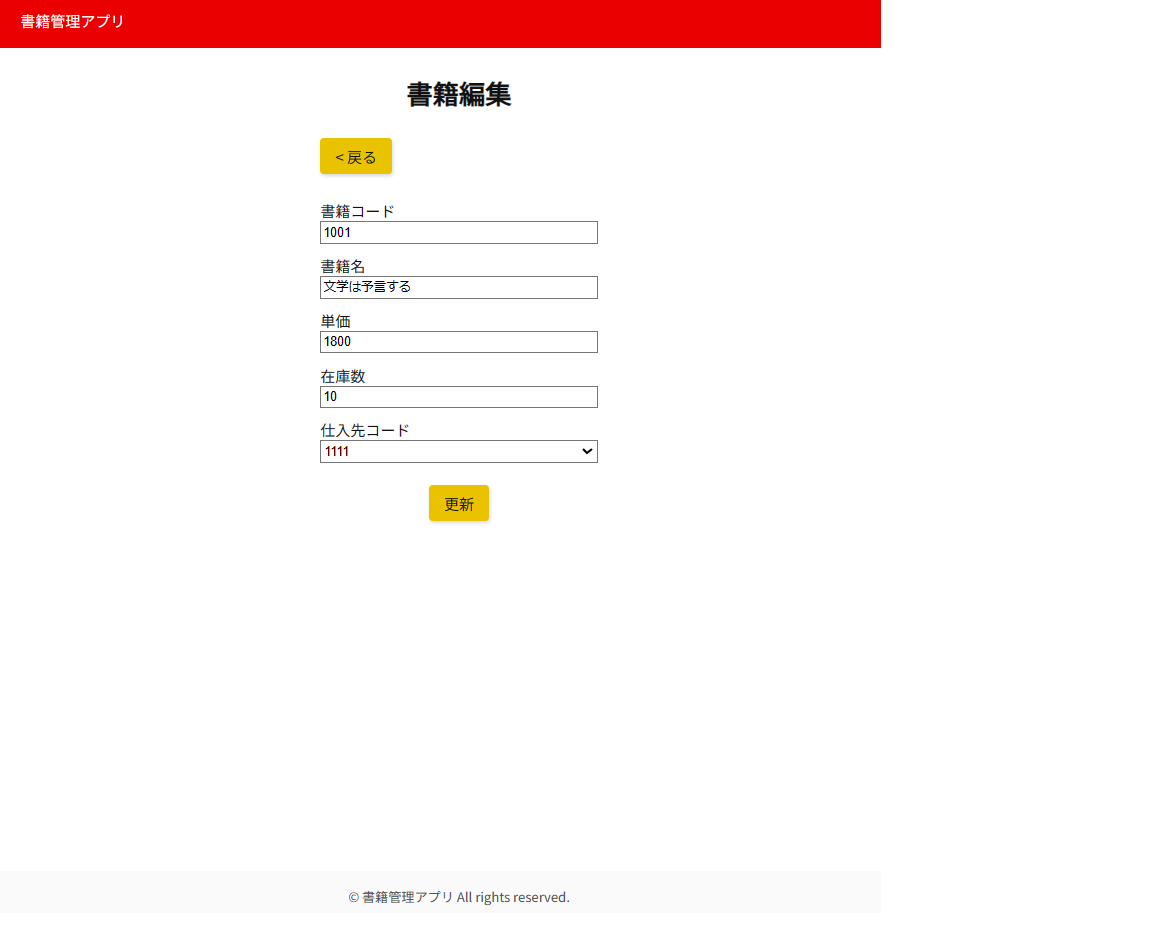 書籍管理アプリ
書籍編集
< 戻る
書籍コード
1001
書籍名
文学は予言する
単価
1800
在庫数
10
仕入先コード
1111
更新
© 書籍管理アプリ All rights reserved.